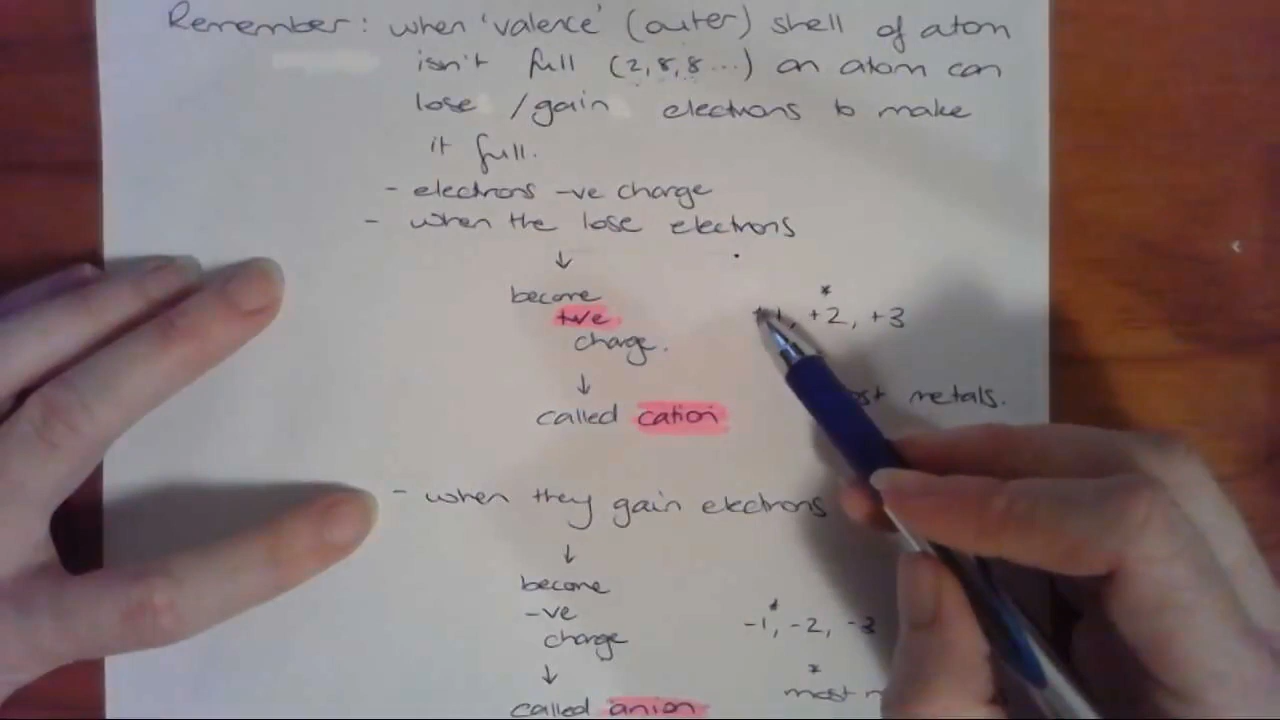 Remember: when 'valence' (outer) shell of atom
isn't full (2,8,8...) an atom can
lose /gain electrons to make
it full.
- electrons -ve charge
- when the lose electrons
↓
become
+ve
charge.
*
+1, +2, +3
↓
called cation
metals.
- when they gain electrons
↓
become
-ve
charge
-1, -2, -3
↓
called anion
*
most